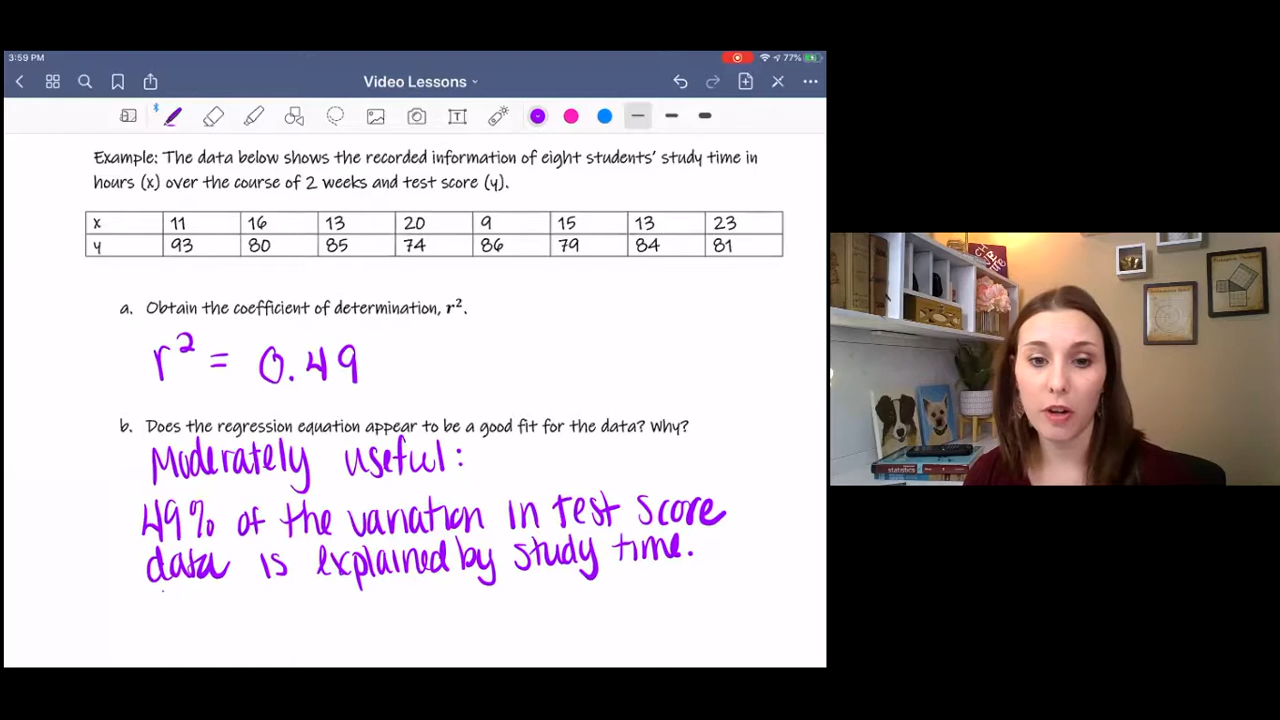 3:59 PM
77%
Video Lessons
Example: The data below shows the recorded information of eight students' study time in
hours (x) over the course of 2 weeks and test score (y).
x 11 16 13 20 9 15 13 23
y 93 80 85 74 86 79 84 81
a. Obtain the coefficient of determination, r².
r² = 0.49
b. Does the regression equation appear to be a good fit for the data? Why?
Moderately useful:
49% of the variation in test score
data is explained by study time.
statistics